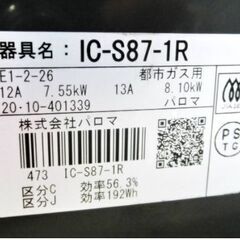 器具名：IC-S87-1R
E1-2-26 都市ガス用
12A 7.55kW 13A 8.10kW
20・10-401339 パロマ
株式会社パロマ
473 IC-S87-1R
区分C 効率56.3%
区分J 効率192Wh
PS
TG